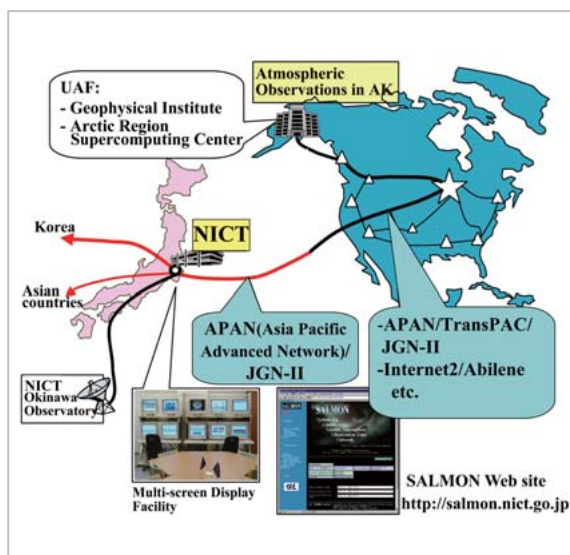 UAF:
- Geophysical Institute
- Arctic Region
Supercomputing Center
Atmospheric
Observations in AK
Korea
NICT
Asian
countries
APAN(Asia Pacific
Advanced Network)/
JGN-II
-APAN/TransPAC/
JGN-II
-Internet2/Abilene
etc.
NICT
Okinawa
Observatory
Multi-screen Display
Facility
SALMON
SALMON Web site
http://salmon.nict.go.jp